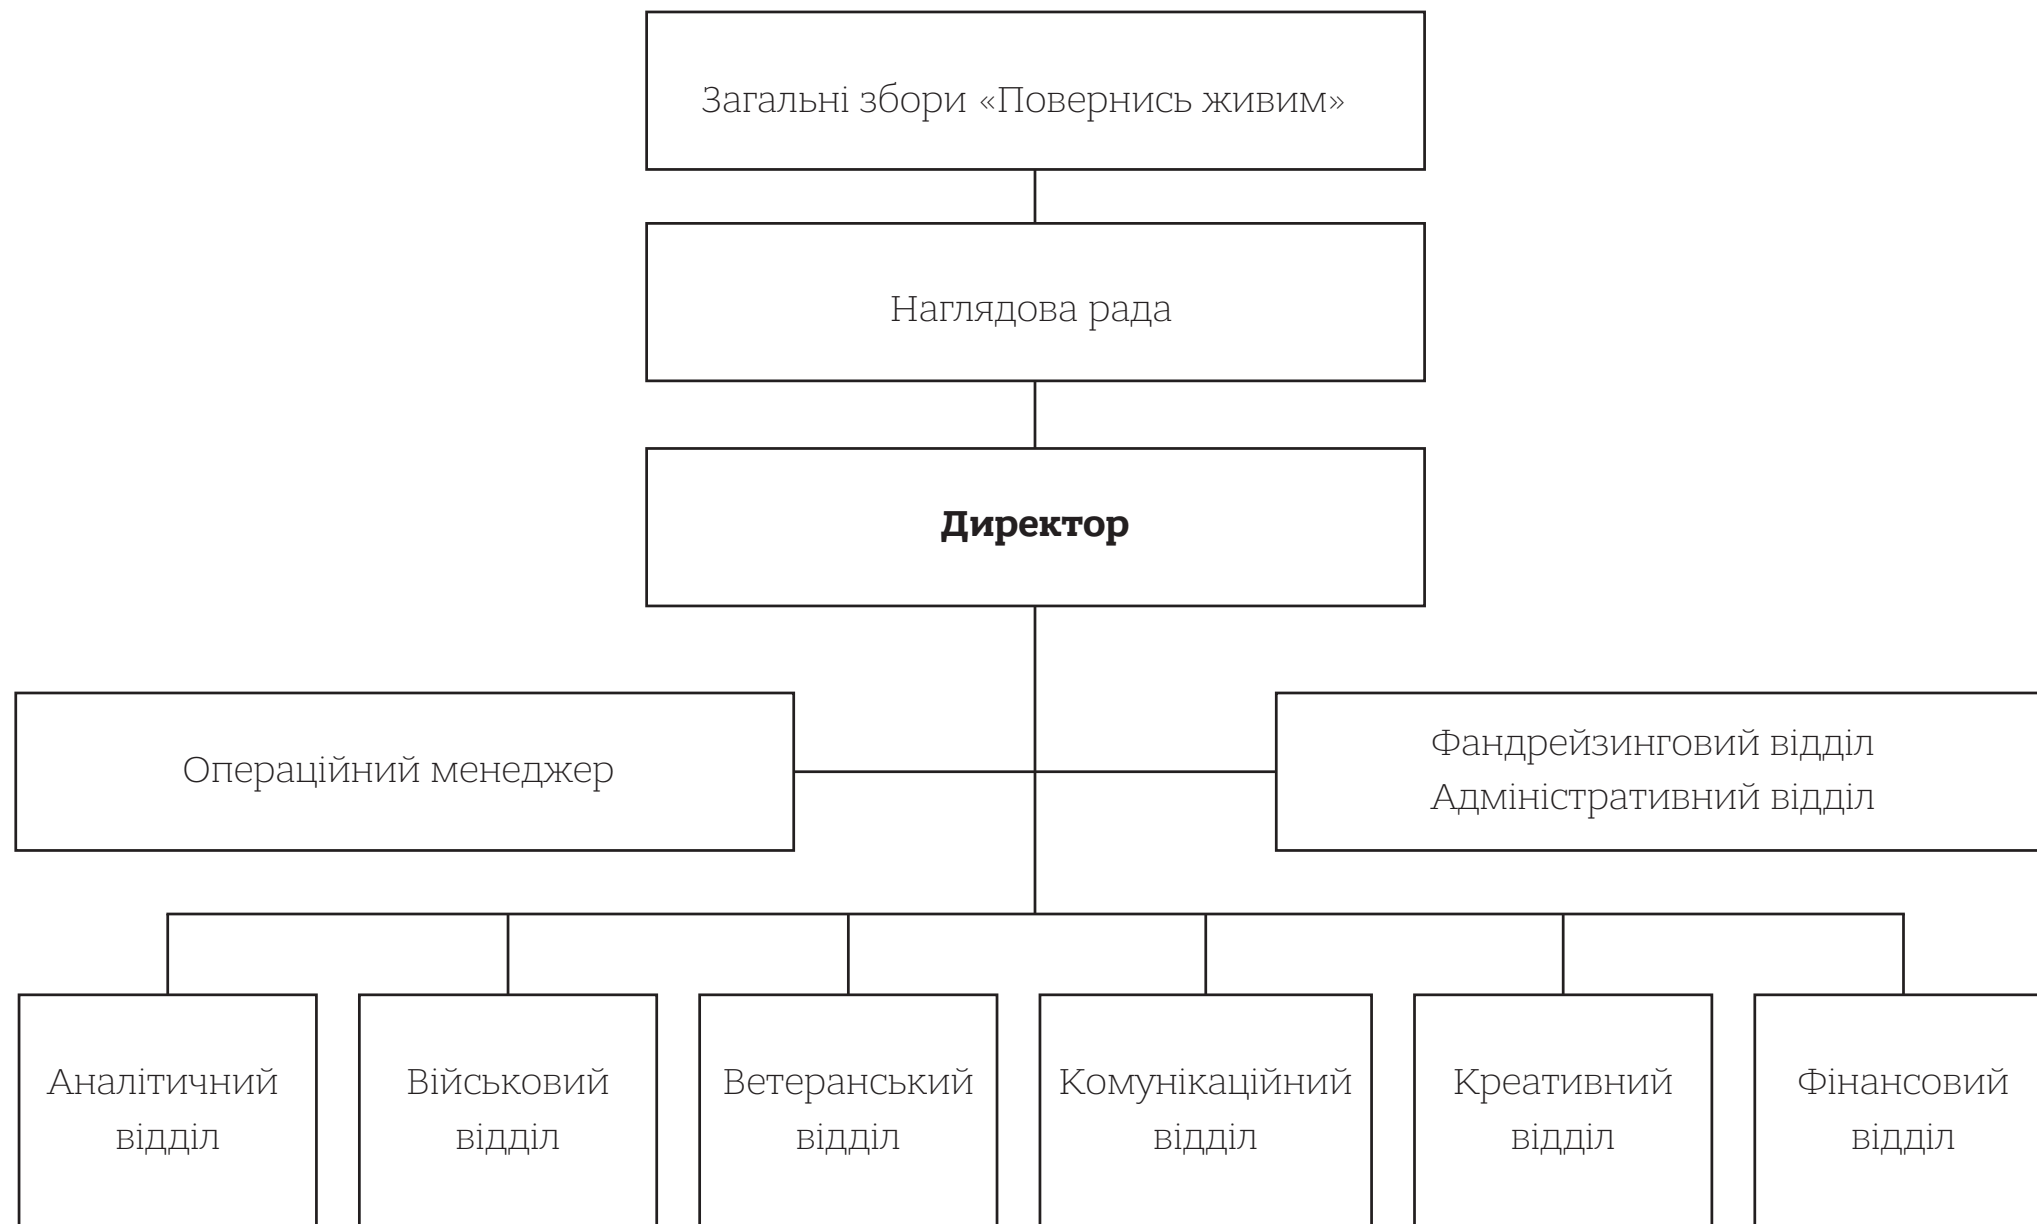 Загальні збори «Повернись живим»
Наглядова рада
Директор
Операційний менеджер
Фандрейзинговий відділ
Адміністративний відділ
Аналітичний
відділ
Військовий
відділ
Ветеранський
відділ
Комунікаційний
відділ
Креативний
відділ
Фінансовий
відділ